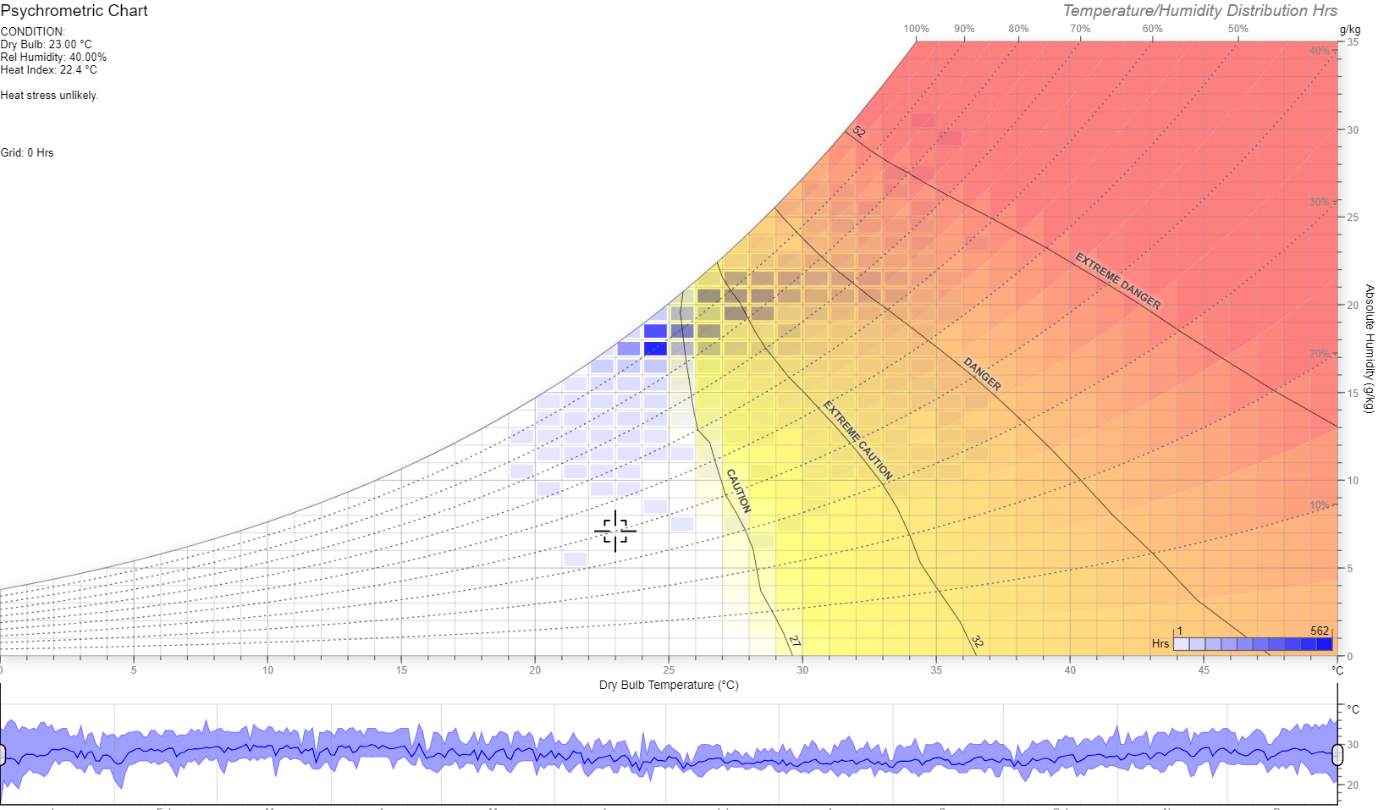 Psychrometric Chart
Temperature/Humidity Distribution Hrs
CONDITION:
Dry Bulb: 23.00 °C
Rel Humidity: 40.00%
Heat Index: 22.4 °C
Heat stress unlikely.
Grid: 0 Hrs
100% 90% 80% 70% 60% 50%
g/kg
35
40%
52
30
30%
25
EXTREME DANGER
20
20%
DANGER
15
EXTREME CAUTION
CAUTION
10
10%
5
Absolute Humidity (g/kg)
27
32
1 562
Hrs
0
0 5 10 15 20 25 30 35 40 45 °C
Dry Bulb Temperature (°C)
°C
30
20